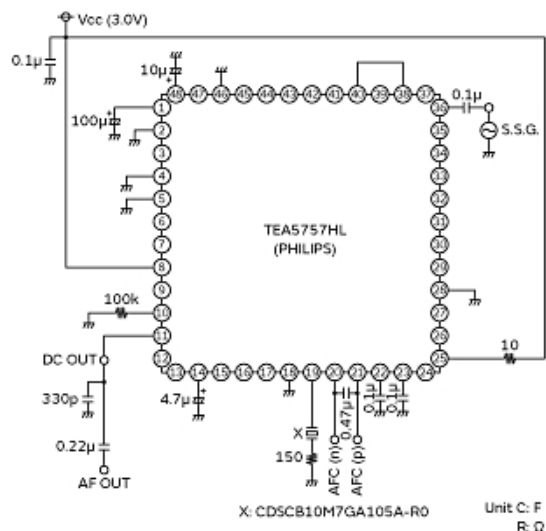 Vcc (3.0V)
0.1μ
10μ
+
48 47 46 45 44 43 42 41 40 39 38 37
100μ
+
0.1μ
S.S.G.
1
2
3
4
5
6
7
8
9
10
11
12
36
35
34
33
32
31
30
29
28
27
26
25
TEA5757HL
(PHILIPS)
100k
10
DC OUT
13 14 15 16 17 18 19 20 21 22 23 24
330p
4.7μ
+
0.47μ
0.1μ
0.1μ
X
0.22μ
150
AFC (n)
AFC (p)
AF OUT
X: CDSCB10M7GA105A-R0
Unit C: F
R: Ω